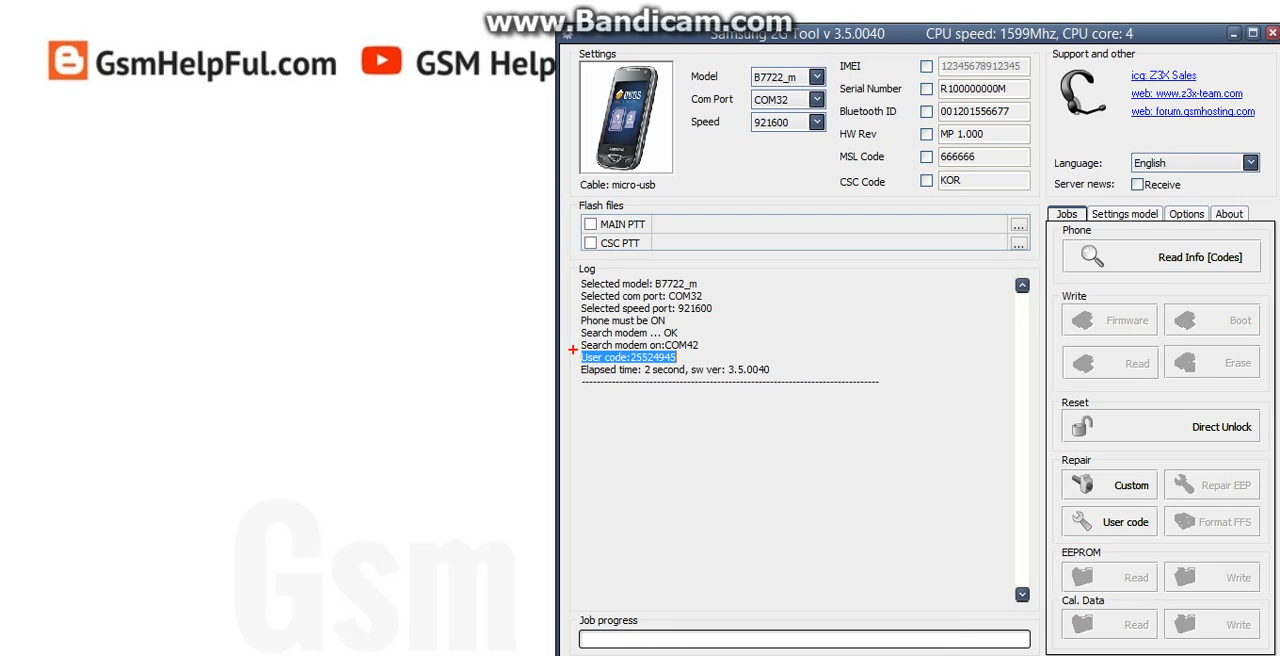 www.Bandicam.com
GsmHelpFul.com
GSM Help
Samsung 2G Tool v 3.5.0040 CPU speed: 1599Mhz, CPU core: 4
Settings
Model B7722_m
Com Port COM32
Speed 921600
Cable: micro-usb
IMEI 12345678912345
Serial Number R100000000M
Bluetooth ID 001201556677
HW Rev MP 1.000
MSL Code 666666
CSC Code KOR
Support and other
icq: Z3X Sales
web: www.z3x-team.com
web: forum.gsmhosting.com
Language: English
Server news: Receive
Flash files
MAIN PTT ...
CSC PTT ...
Log
Selected model: B7722_m
Selected com port: COM32
Selected speed port: 921600
Phone must be ON
Search modem ... OK
Search modem on:COM42
User code:25524945
Elapsed time: 2 second, sw ver: 3.5.0040
--------------------------------------------------------------------------------
Job progress
Jobs Settings model Options About
Phone
Read Info [Codes]
Write
Firmware Boot
Read Erase
Reset
Direct Unlock
Repair
Custom Repair EEP
User code Format FFS
EEPROM
Read Write
Cal. Data
Read Write
Gsm